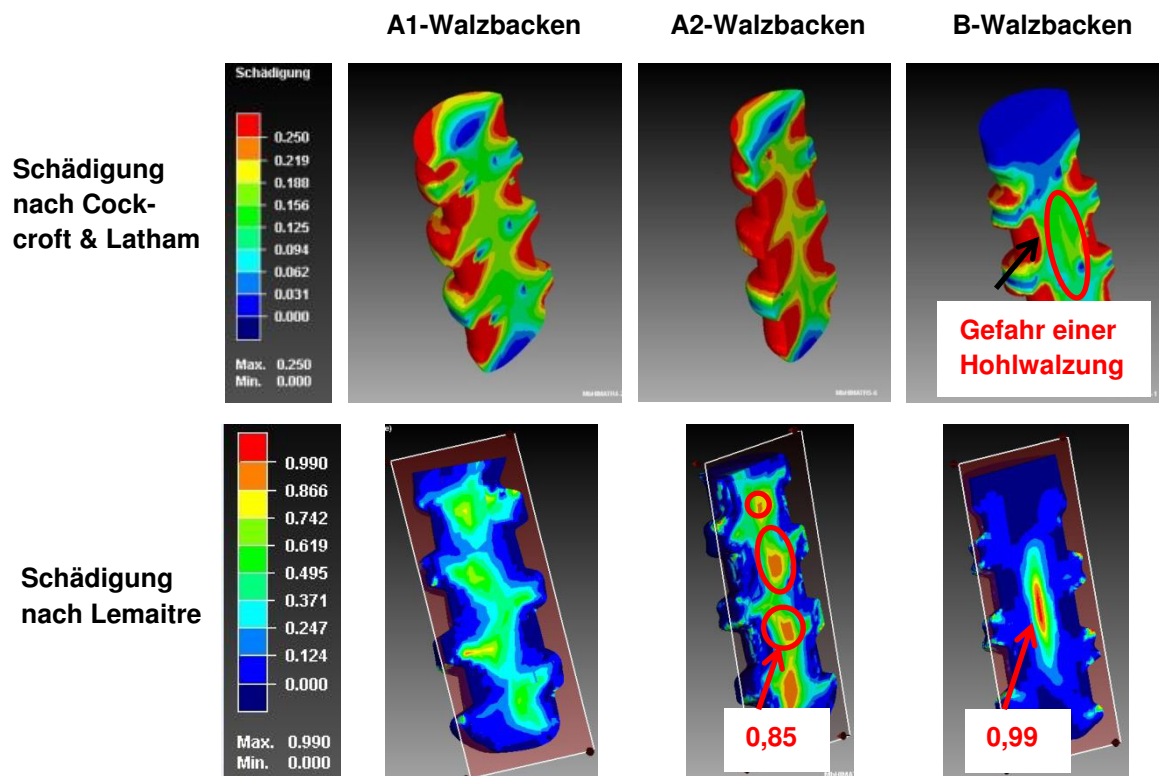 A1-Walzbacken
A2-Walzbacken
B-Walzbacken
Schädigung
nach Cock-
croft & Latham
Schädigung
0.250
0.219
0.188
0.156
0.125
0.094
0.062
0.031
0.000
Max. 0.250
Min. 0.000
Gefahr einer
Hohlwalzung
Schädigung
nach Lemaitre
0.990
0.866
0.742
0.619
0.495
0.371
0.247
0.124
0.000
Max. 0.990
Min. 0.000
0,85
0,99